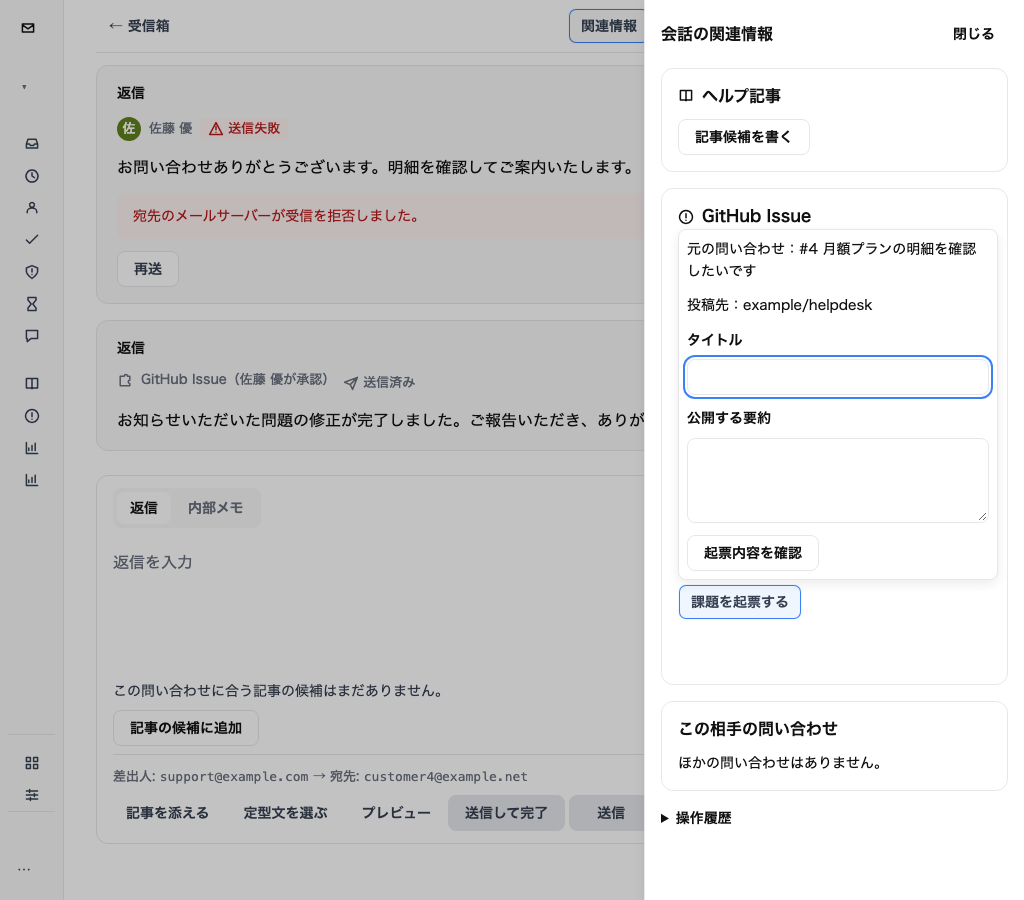 ← 受信箱
関連情報
返信
佐 佐藤 優 送信失敗
お問い合わせありがとうございます。明細を確認してご案内いたします。
宛先のメールサーバーが受信を拒否しました。
再送
返信
GitHub Issue（佐藤 優が承認） 送信済み
お知らせいただいた問題の修正が完了しました。ご報告いただき、ありが
返信 内部メモ
返信を入力
この問い合わせに合う記事の候補はまだありません。
記事の候補に追加
差出人: support@example.com → 宛先: customer4@example.net
記事を添える 定型文を選ぶ プレビュー 送信して完了 送信
会話の関連情報 閉じる
ヘルプ記事
記事候補を書く
GitHub Issue
元の問い合わせ：#4 月額プランの明細を確認
したいです
投稿先：example/helpdesk
タイトル
公開する要約
起票内容を確認
課題を起票する
この相手の問い合わせ
ほかの問い合わせはありません。
▶ 操作履歴